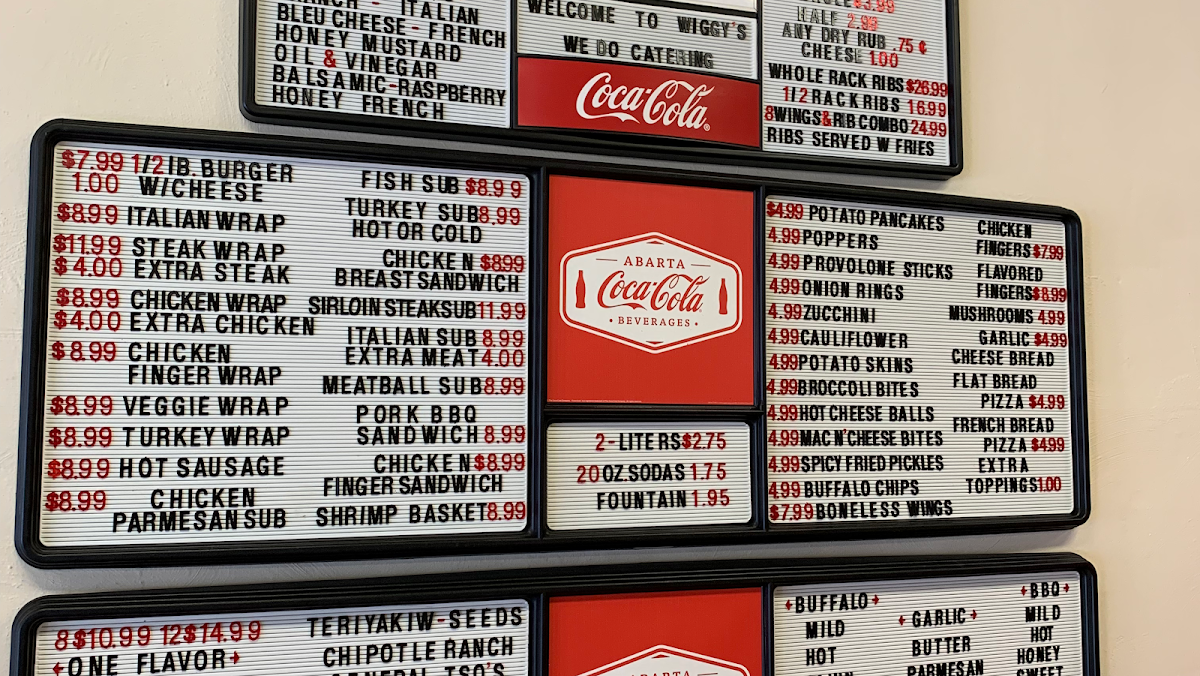 ITALIAN
BLEU CHEESE - FRENCH
HONEY MUSTARD
OIL & VINEGAR
BALSAMIC-RASPBERRY
HONEY FRENCH
WELCOME TO WIGGY'S
WE DO CATERING
Coca-Cola
$3.99
HALF 2.99
ANY DRY RUB .75 ¢
CHEESE 1.00
WHOLE RACK RIBS $26.99
1/2 RACK RIBS 16.99
8 WINGS & RIB COMBO 24.99
RIBS SERVED W FRIES
$7.99 1/2 lB. BURGER
1.00 W/CHEESE
$8.99 ITALIAN WRAP
$11.99 STEAK WRAP
$4.00 EXTRA STEAK
$8.99 CHICKEN WRAP
$4.00 EXTRA CHICKEN
$8.99 CHICKEN
FINGER WRAP
$8.99 VEGGIE WRAP
$8.99 TURKEY WRAP
$8.99 HOT SAUSAGE
$8.99 CHICKEN
PARMESAN SUB
FISH SUB $8.99
TURKEY SUB 8.99
HOT OR COLD
CHICKEN $8.99
BREAST SANDWICH
SIRLOIN STEAK SUB 11.99
ITALIAN SUB 8.99
EXTRA MEAT 4.00
MEATBALL SUB 8.99
PORK BBQ
SANDWICH 8.99
CHICKEN $8.99
FINGER SANDWICH
SHRIMP BASKET 8.99
ABARTA
Coca-Cola
• BEVERAGES •
2-LITERS $2.75
20 OZ. SODAS 1.75
FOUNTAIN 1.95
$4.99 POTATO PANCAKES
4.99 POPPERS
4.99 PROVOLONE STICKS
4.99 ONION RINGS
4.99 ZUCCHINI
4.99 CAULIFLOWER
4.99 POTATO SKINS
4.99 BROCCOLI BITES
4.99 HOT CHEESE BALLS
4.99 MAC N' CHEESE BITES
4.99 SPICY FRIED PICKLES
4.99 BUFFALO CHIPS
$7.99 BONELESS WINGS
CHICKEN
FINGERS $7.99
FLAVORED
FINGERS $8.99
MUSHROOMS 4.99
GARLIC $4.99
CHEESE BREAD
FLAT BREAD
PIZZA $4.99
FRENCH BREAD
PIZZA $4.99
EXTRA
TOPPINGS 1.00
8 $10.99 12 $14.99
ONE FLAVOR
TERIYAKI W-SEEDS
CHIPOTLE RANCH
GENERAL TSO'S
ABARTA
BUFFALO
MILD
HOT
GARLIC
BUTTER
PARMESAN
BBQ
MILD
HOT
HONEY
SWEET